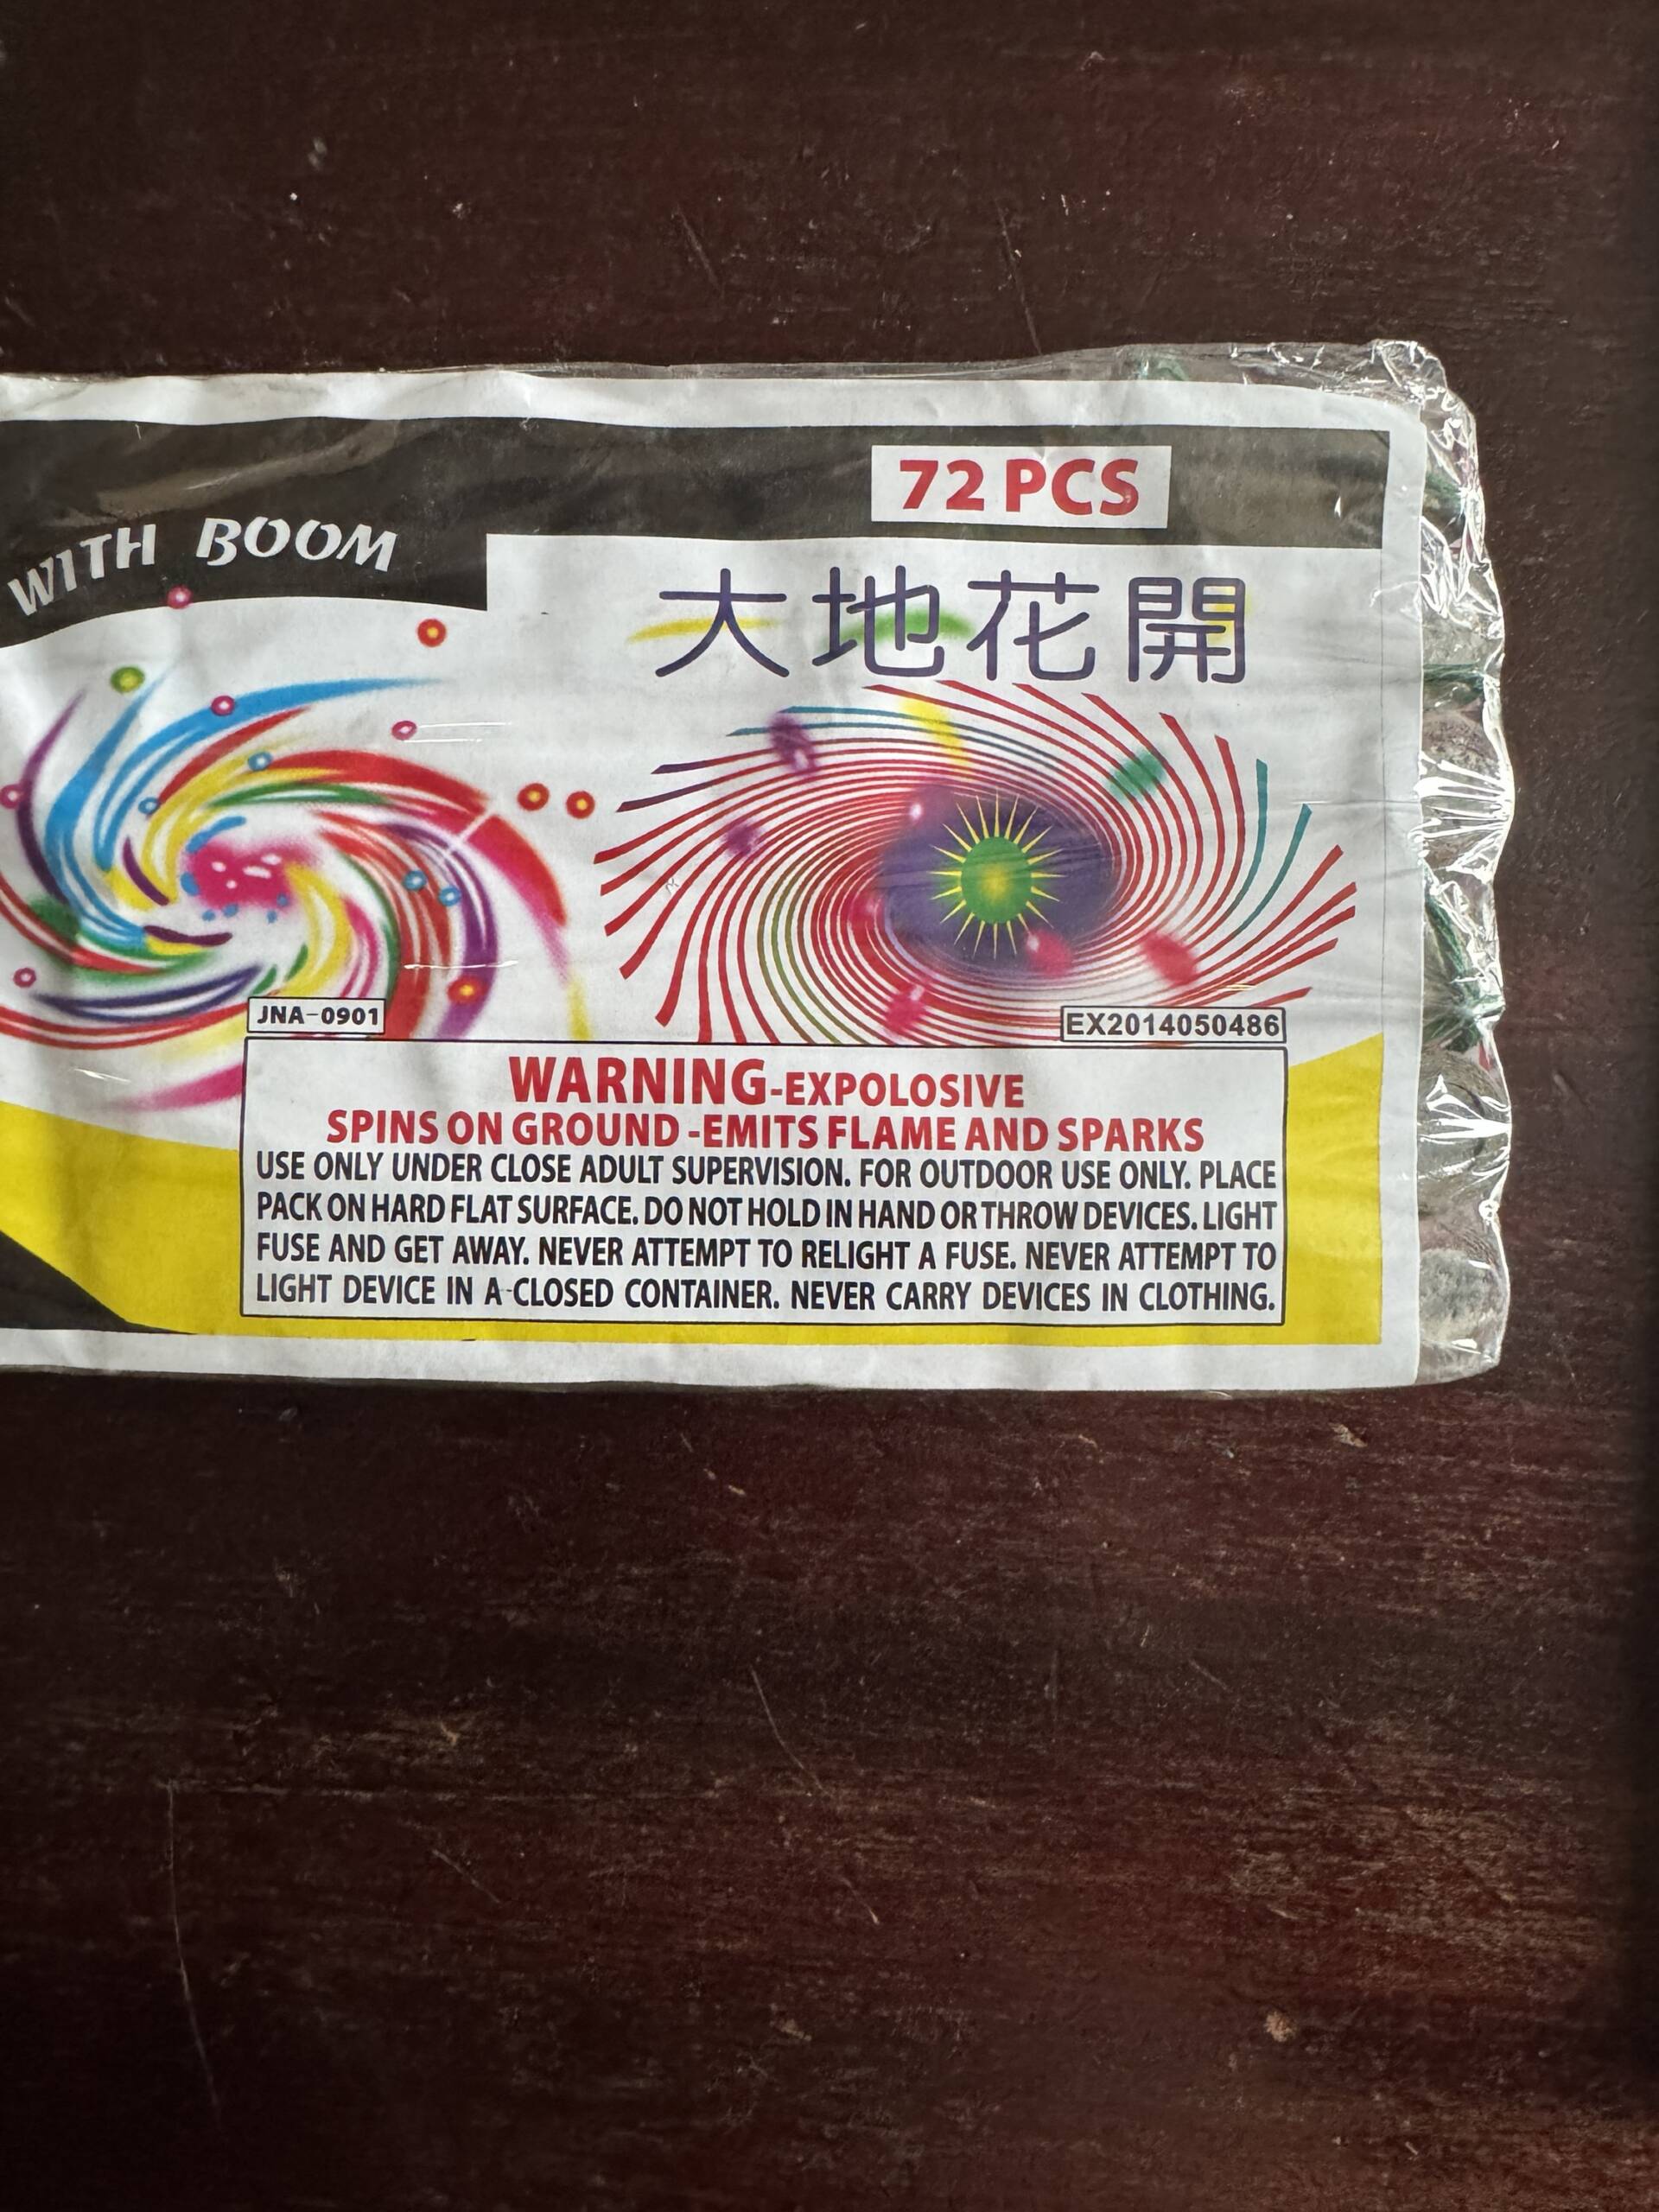 72 PCS
WITH BOOM
大地花開
JNA-0901
EX2014050486
WARNING-EXPOLOSIVE
SPINS ON GROUND -EMITS FLAME AND SPARKS
USE ONLY UNDER CLOSE ADULT SUPERVISION. FOR OUTDOOR USE ONLY. PLACE
PACK ON HARD FLAT SURFACE. DO NOT HOLD IN HAND OR THROW DEVICES. LIGHT
FUSE AND GET AWAY. NEVER ATTEMPT TO RELIGHT A FUSE. NEVER ATTEMPT TO
LIGHT DEVICE IN A CLOSED CONTAINER. NEVER CARRY DEVICES IN CLOTHING.